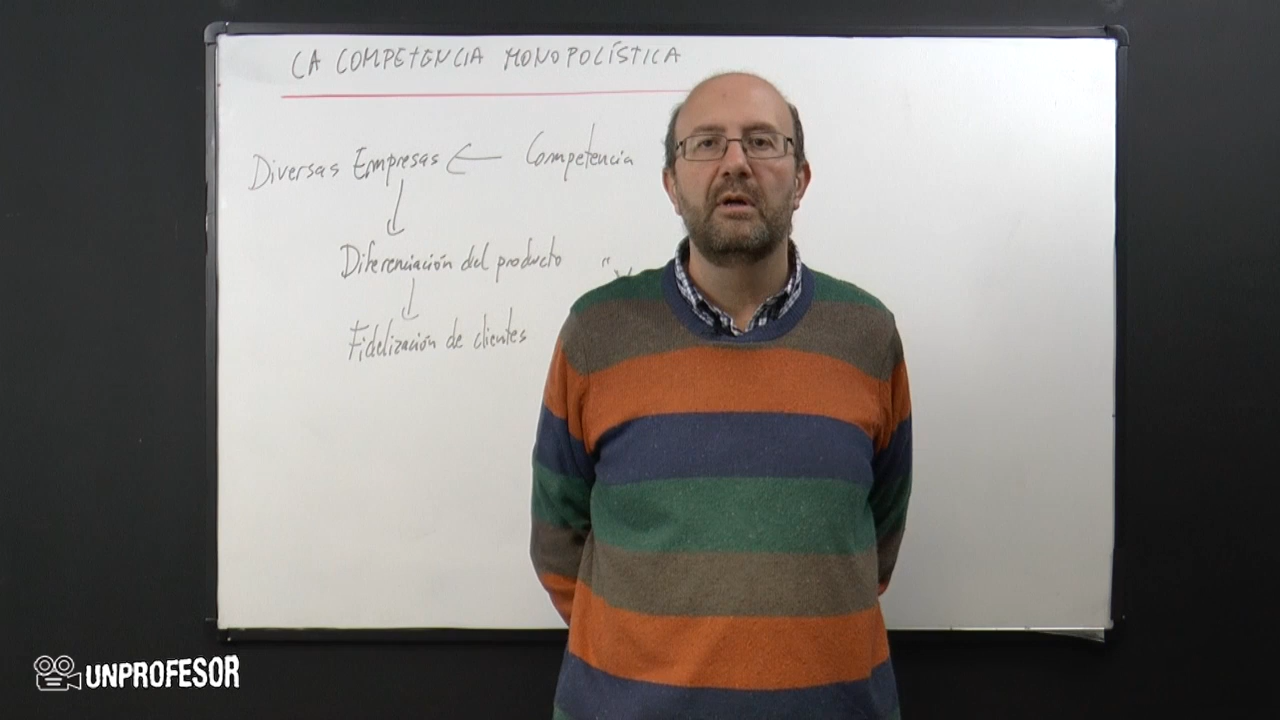 LA COMPETENCIA MONOPOLÍSTICA
Diversas Empresas ← Competencia
Diferenciación del producto
Fidelización de clientes
UNPROFESOR